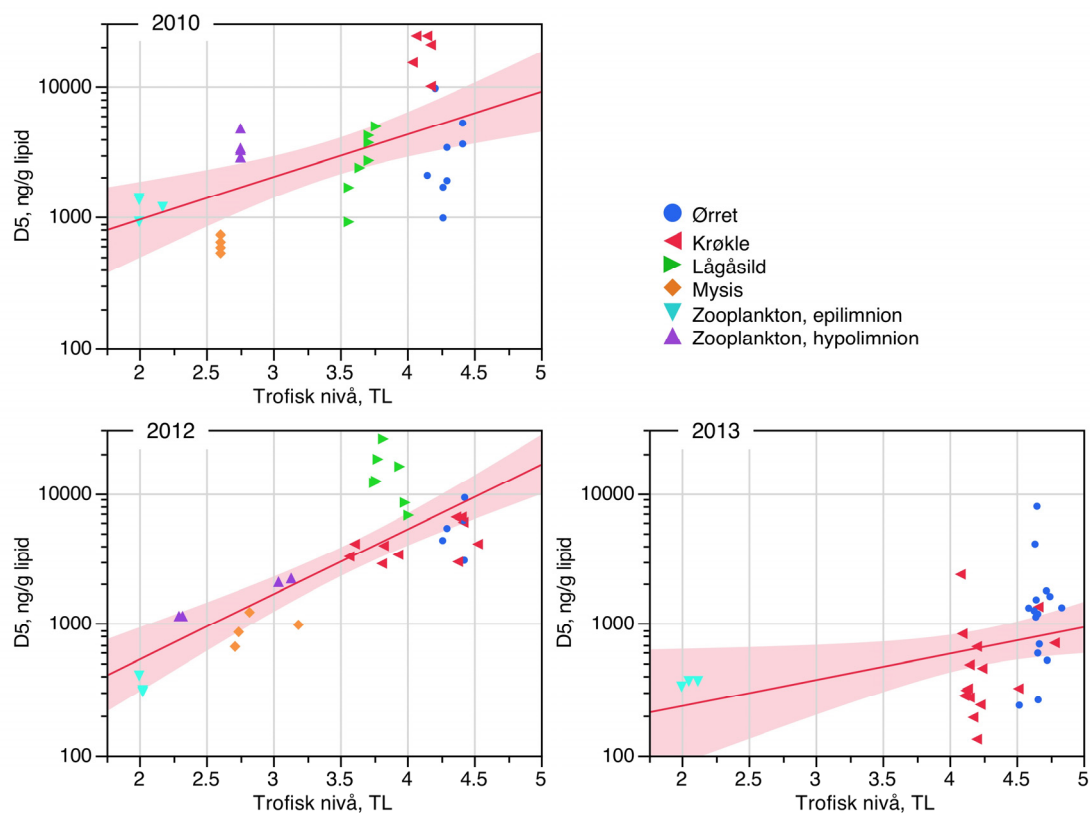 2010
D5, ng/g lipid
10000
1000
100
2
2.5
3
3.5
4
4.5
5
Trofisk nivå, TL
Ørret
Krøkle
Lågåsild
Mysis
Zooplankton, epilimnion
Zooplankton, hypolimnion
2012
D5, ng/g lipid
10000
1000
100
2
2.5
3
3.5
4
4.5
5
Trofisk nivå, TL
2013
D5, ng/g lipid
10000
1000
100
2
2.5
3
3.5
4
4.5
5
Trofisk nivå, TL